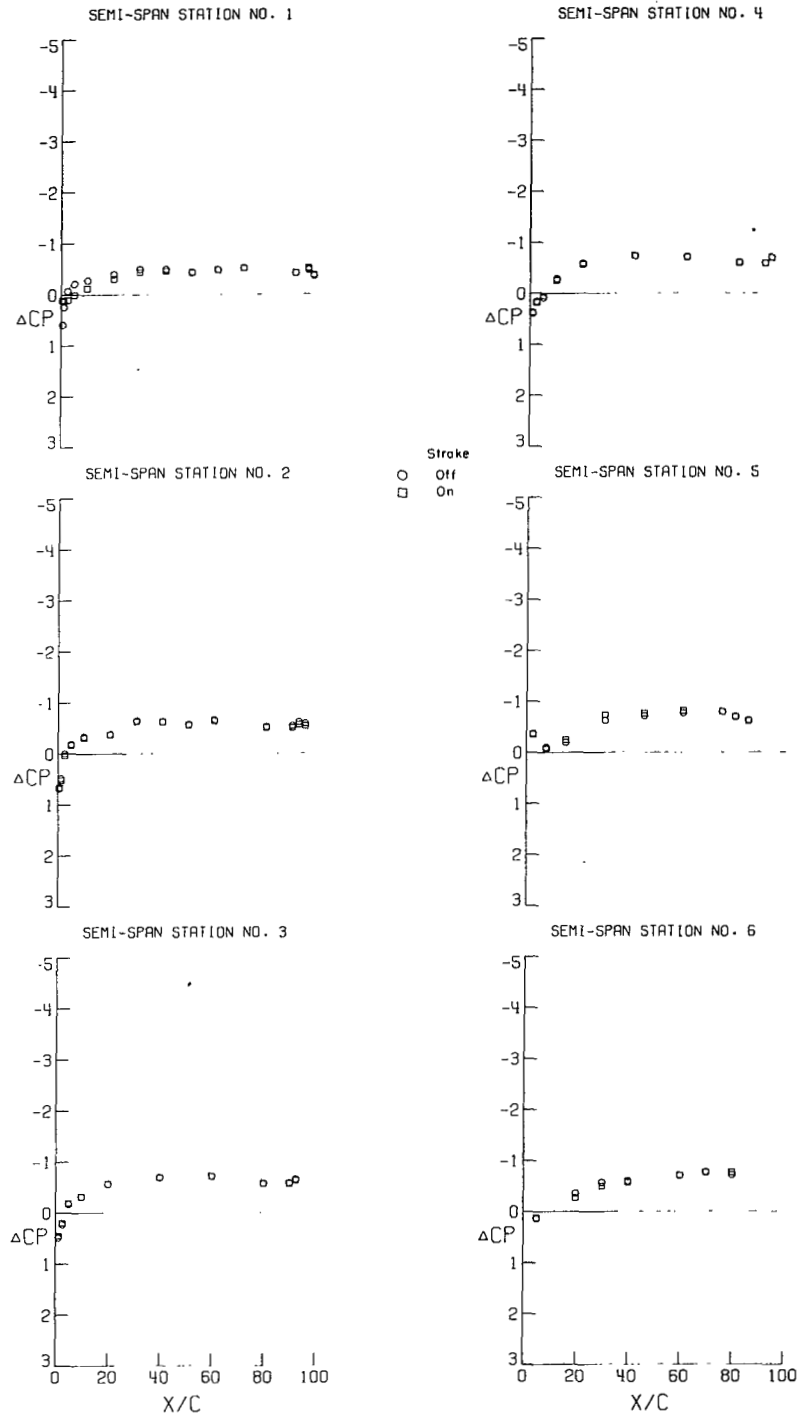 SEMI-SPAN STATION NO. 1
-5
-4
-3
-2
-1
0
ΔCP
1
2
3
SEMI-SPAN STATION NO. 4
-5
-4
-3
-2
-1
0
ΔCP
1
2
3
Strake
Off
On
SEMI-SPAN STATION NO. 2
-5
-4
-3
-2
-1
0
ΔCP
1
2
3
SEMI-SPAN STATION NO. 5
-5
-4
-3
-2
-1
0
ΔCP
1
2
3
SEMI-SPAN STATION NO. 3
-5
-4
-3
-2
-1
0
ΔCP
1
2
3
0 20 40 60 80 100
X/C
SEMI-SPAN STATION NO. 6
-5
-4
-3
-2
-1
0
ΔCP
1
2
3
0 20 40 60 80 100
X/C